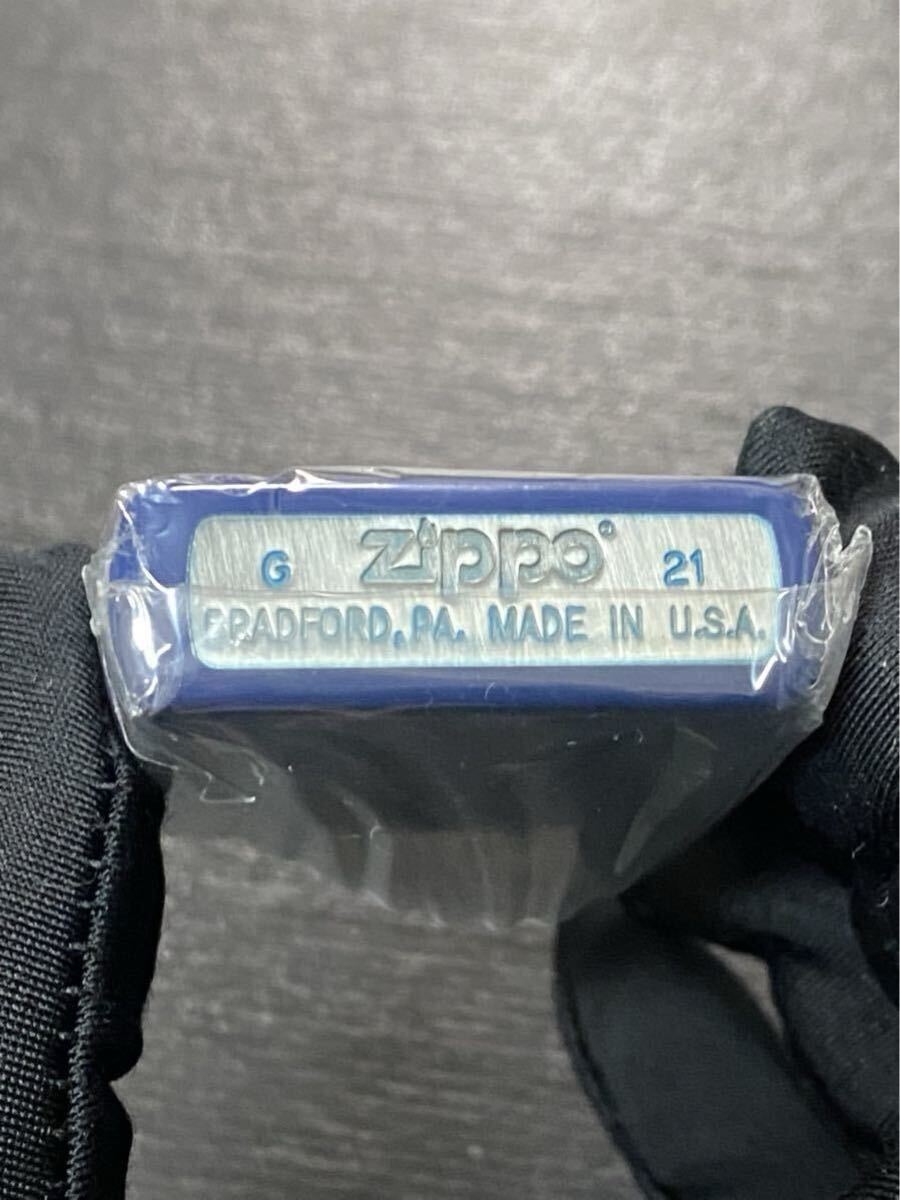 G Zippo® 21
BRADFORD, PA. MADE IN U.S.A.